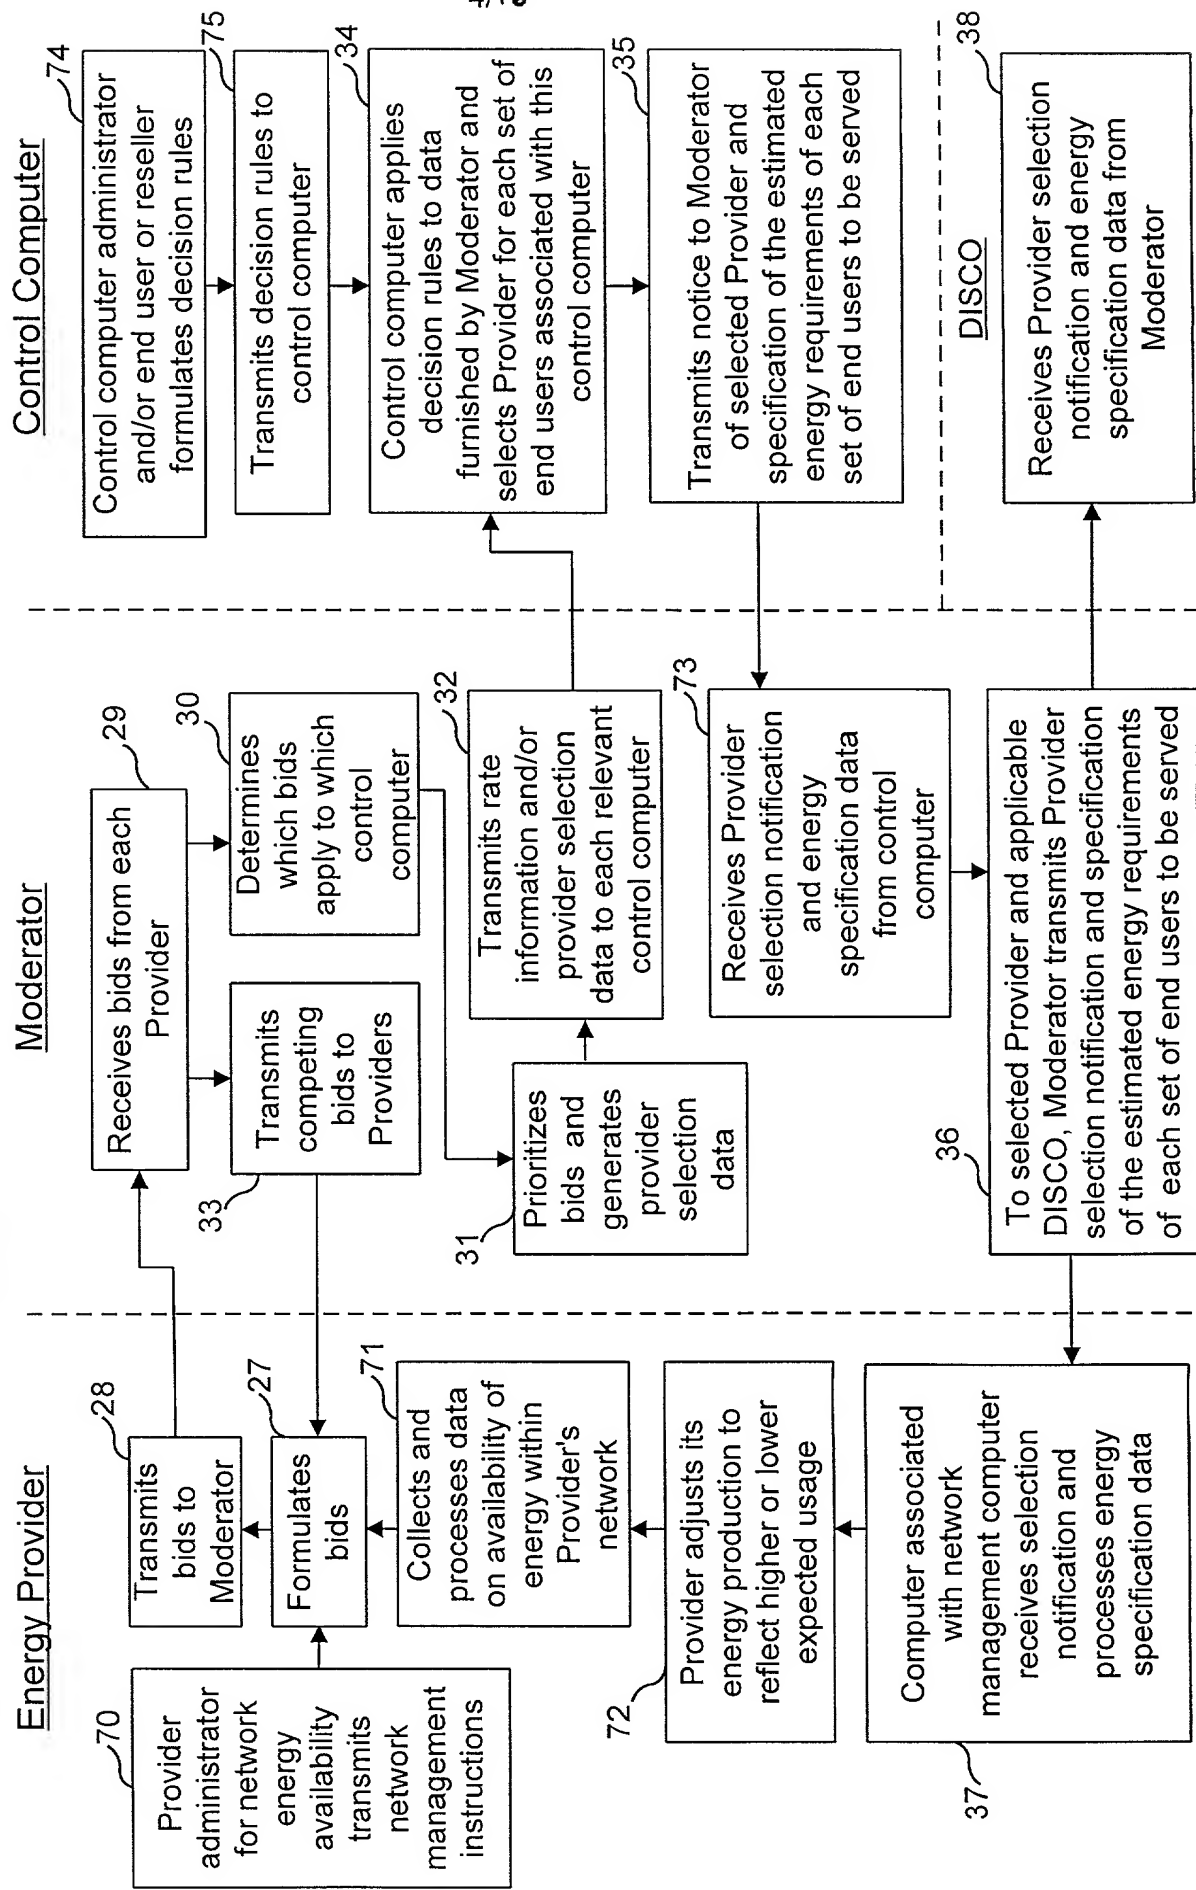 Energy Provider
70
Provider
administrator
for network
energy
availability
transmits
network
management
instructions
28
Transmits
bids to
Moderator
27
Formulates
bids
71
Collects and
processes data
on availability of
energy within
Provider's
network
72
Provider adjusts its
energy production to
reflect higher or lower
expected usage
37
Computer associated
with network
management computer
receives selection
notification and
processes energy
specification data
Moderator
29
Receives bids from each
Provider
33
Transmits
competing
bids to
Providers
30
Determines
which bids
apply to which
control
computer
31
Prioritizes
bids and
generates
provider
selection
data
32
Transmits rate
information and/or
provider selection
data to each relevant
control computer
73
Receives Provider
selection notification
and energy
specification data
from control
computer
36
To selected Provider and applicable
DISCO, Moderator transmits Provider
selection notification and specification
of the estimated energy requirements
of each set of end users to be served
Control Computer
74
Control computer administrator
and/or end user or reseller
formulates decision rules
75
Transmits decision rules to
control computer
34
Control computer applies
decision rules to data
furnished by Moderator and
selects Provider for each set of
end users associated with this
control computer
35
Transmits notice to Moderator
of selected Provider and
specification of the estimated
energy requirements of each
set of end users to be served
DISCO
38
Receives Provider selection
notification and energy
specification data from
Moderator